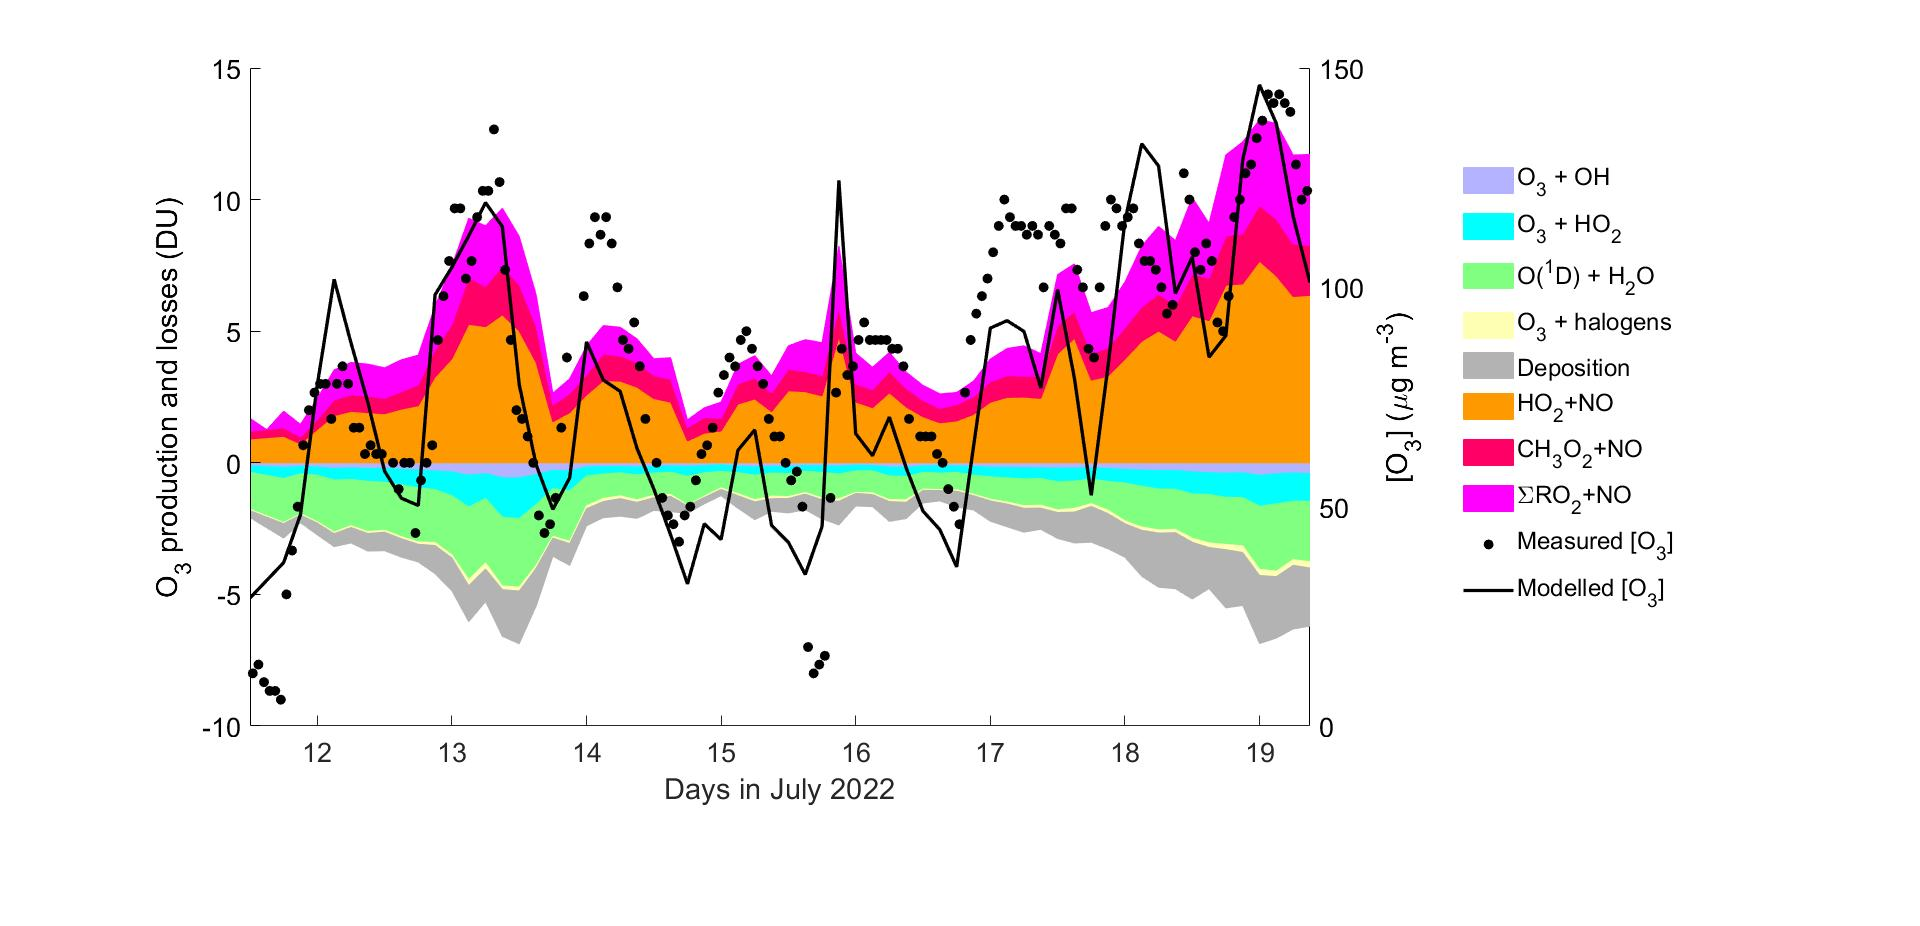 15
10
5
0
-5
-10
O₃ production and losses (DU)
150
100
50
0
[O₃] (μg m⁻³)
12 13 14 15 16 17 18 19
Days in July 2022
O₃ + OH
O₃ + HO₂
O(¹D) + H₂O
O₃ + halogens
Deposition
HO₂+NO
CH₃O₂+NO
ΣRO₂+NO
Measured [O₃]
Modelled [O₃]